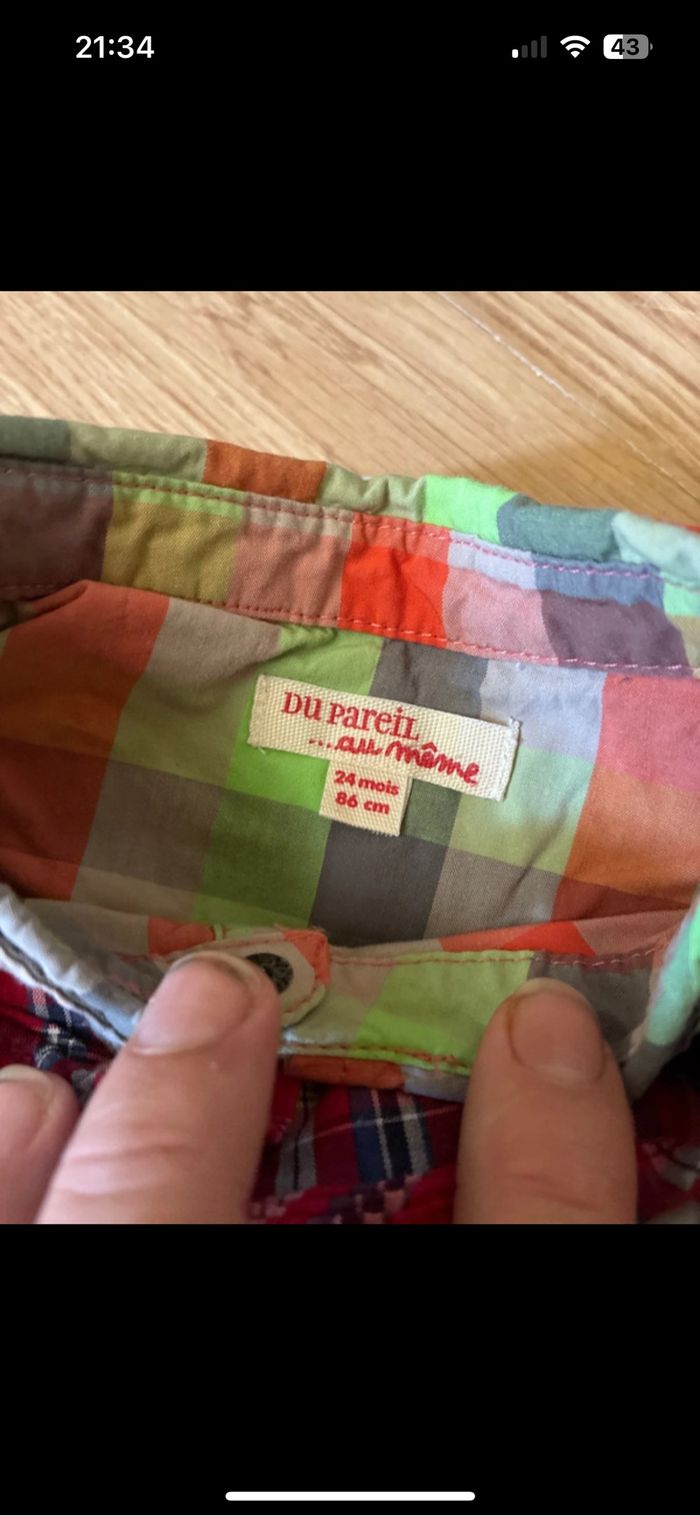 21:34
43
DU PAREIL
...au même
24 mois
86 cm